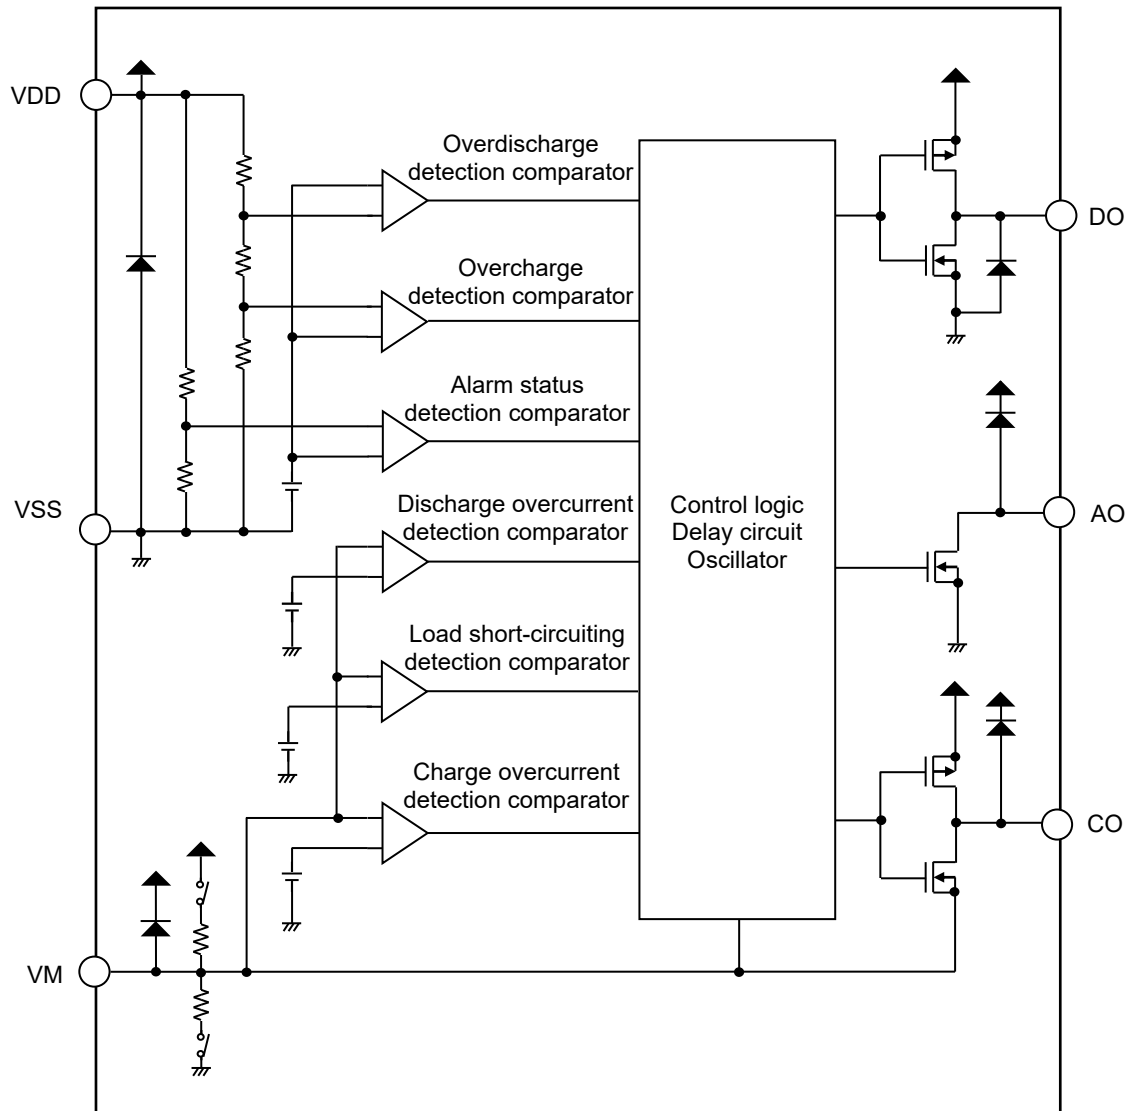 VDD
Overdischarge
detection comparator
DO
Overcharge
detection comparator
Alarm status
detection comparator
VSS
Discharge overcurrent
detection comparator
Control logic
Delay circuit
Oscillator
AO
Load short-circuiting
detection comparator
Charge overcurrent
detection comparator
CO
VM